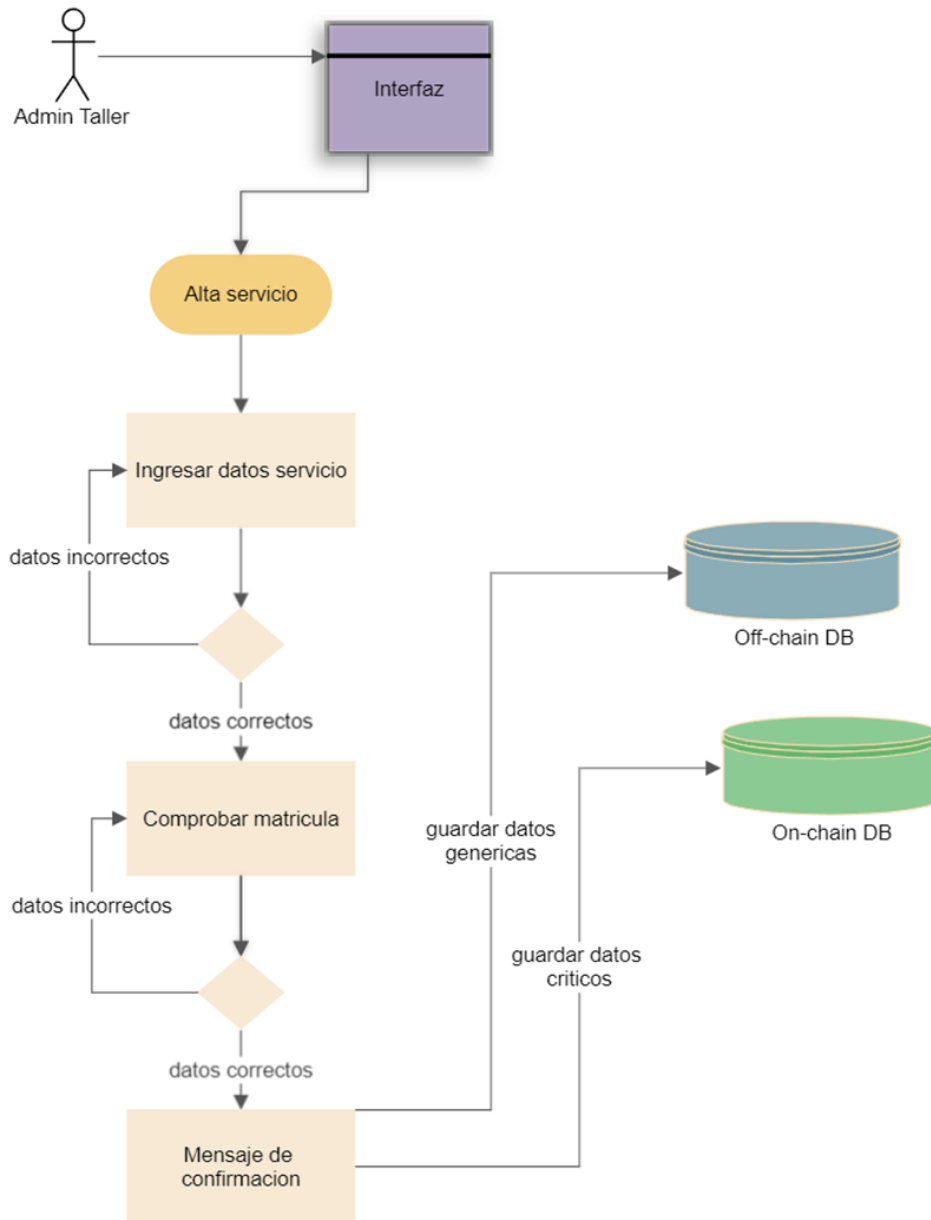 Admin Taller
Interfaz
Alta servicio
Ingresar datos servicio
datos incorrectos
datos correctos
Comprobar matricula
datos incorrectos
datos correctos
Mensaje de
confirmacion
guardar datos
genericas
Off-chain DB
guardar datos
criticos
On-chain DB